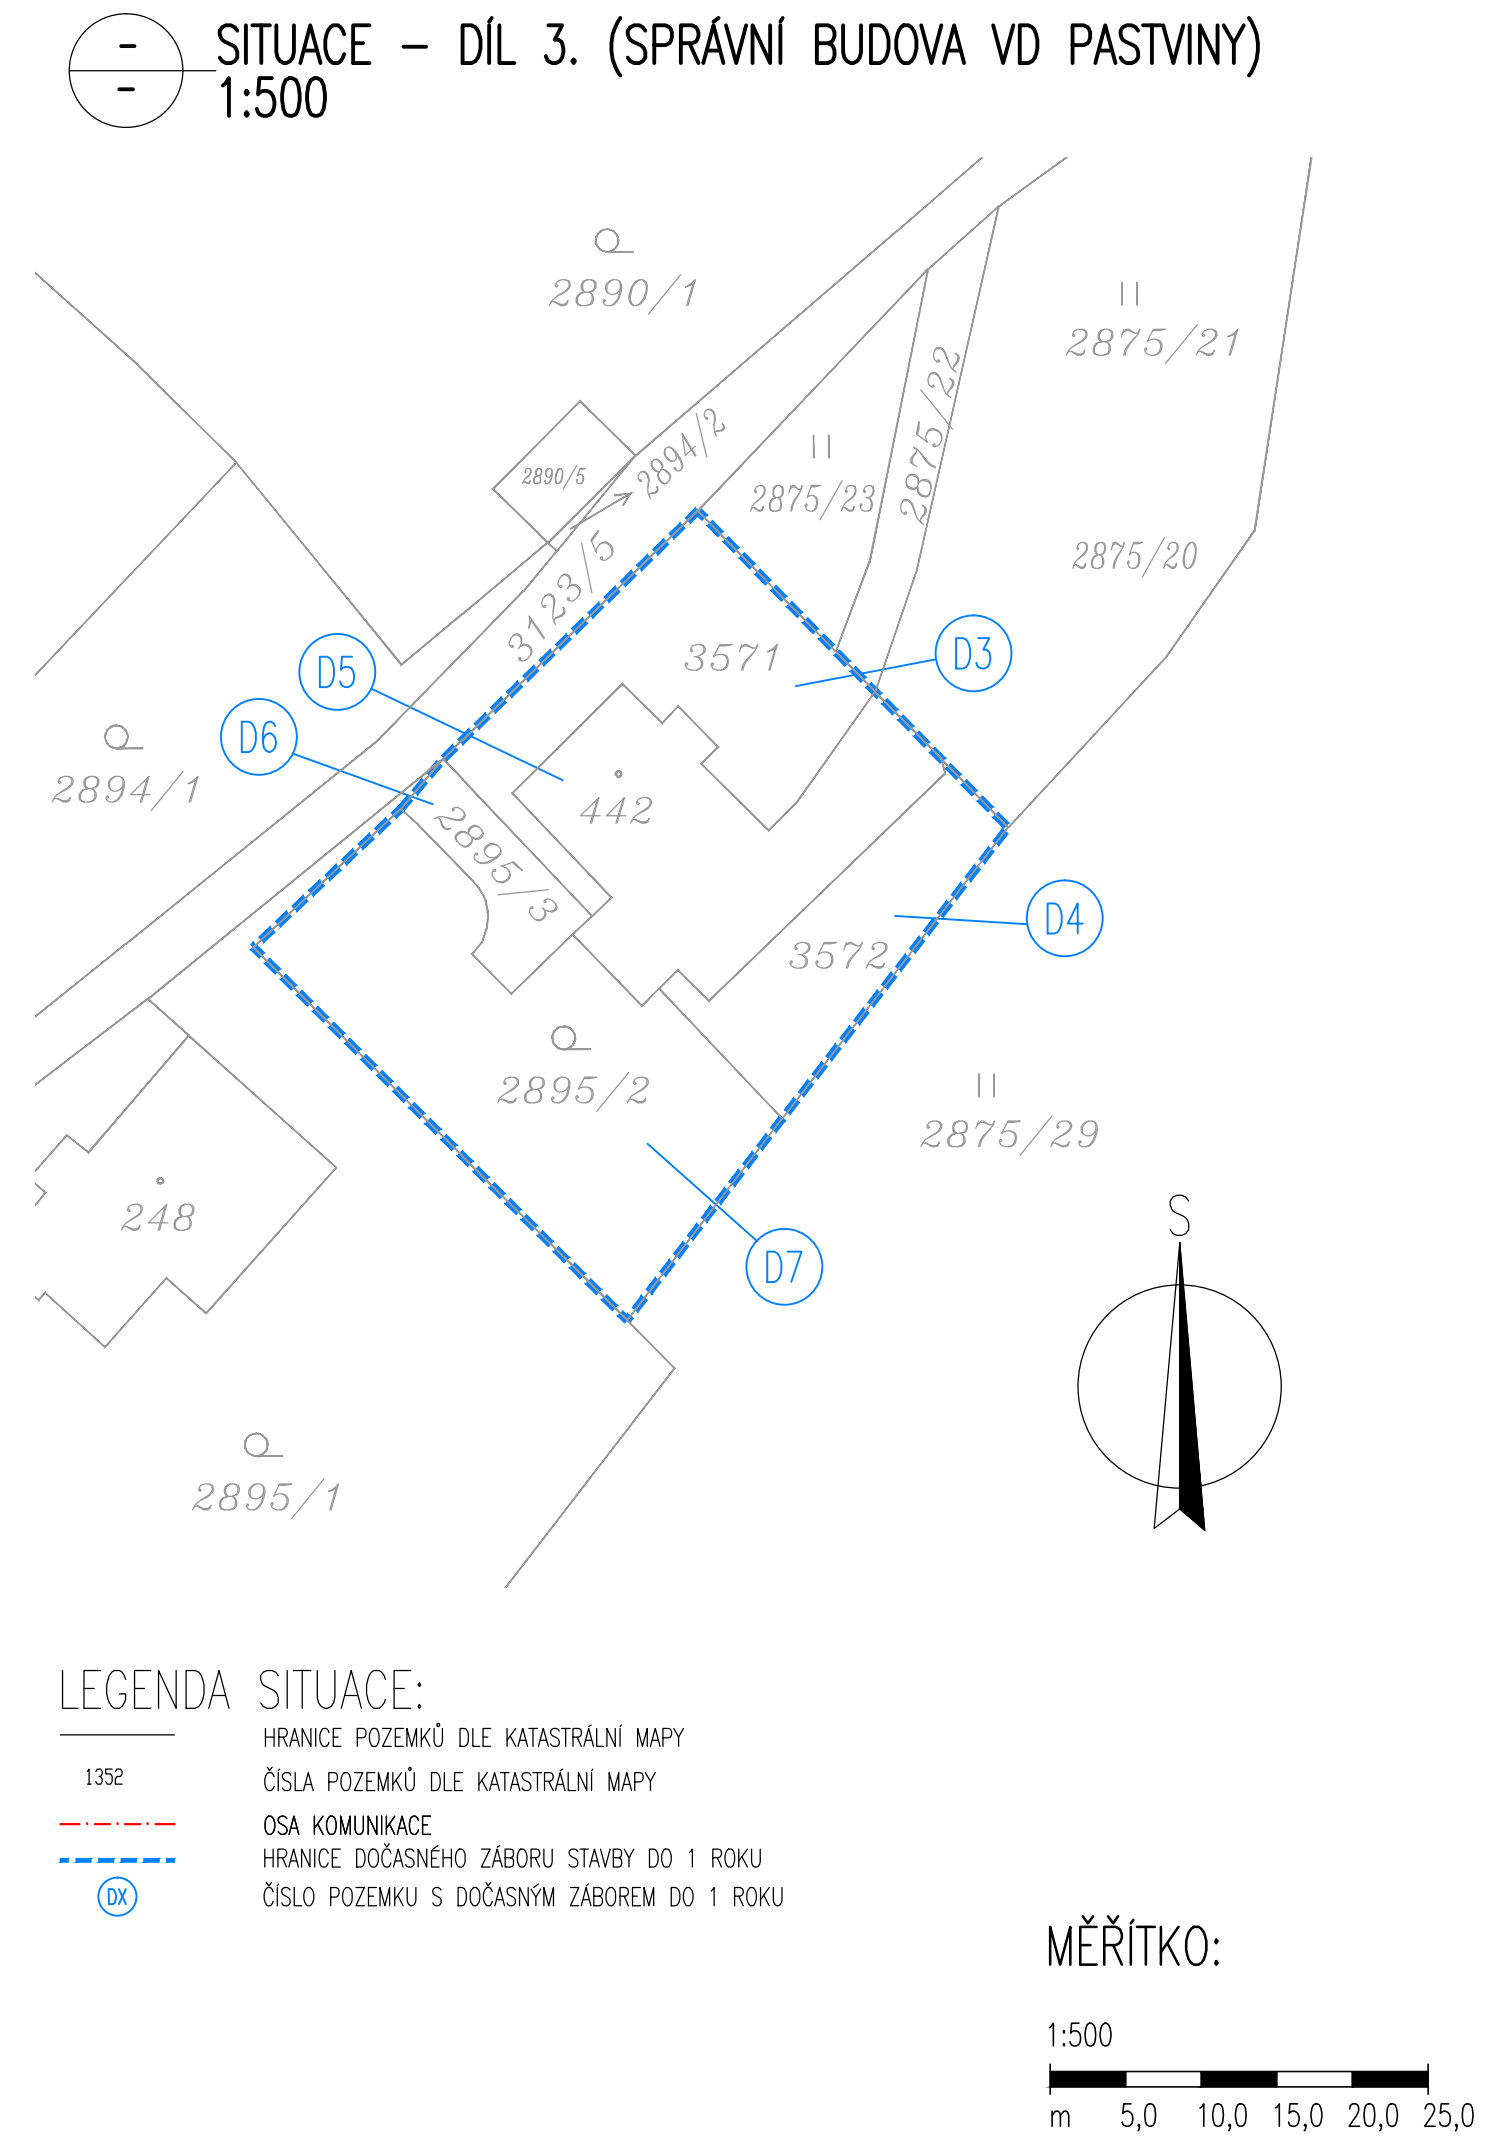 -
-
SITUACE - DÍL 3. (SPRÁVNÍ BUDOVA VD PASTVINY)
1:500
2890/1
2875/21
2875/22
2894/2
2890/5
2875/23
2875/20
3123/5
3571
D3
D5
D6
2894/1
442
2895/3
D4
3572
2895/2
2875/29
248
S
D7
2895/1
LEGENDA SITUACE:
HRANICE POZEMKŮ DLE KATASTRÁLNÍ MAPY
1352 ČÍSLA POZEMKŮ DLE KATASTRÁLNÍ MAPY
OSA KOMUNIKACE
HRANICE DOČASNÉHO ZÁBORU STAVBY DO 1 ROKU
DX ČÍSLO POZEMKU S DOČASNÝM ZÁBOREM DO 1 ROKU
MĚŘÍTKO:
1:500
m 5,0 10,0 15,0 20,0 25,0